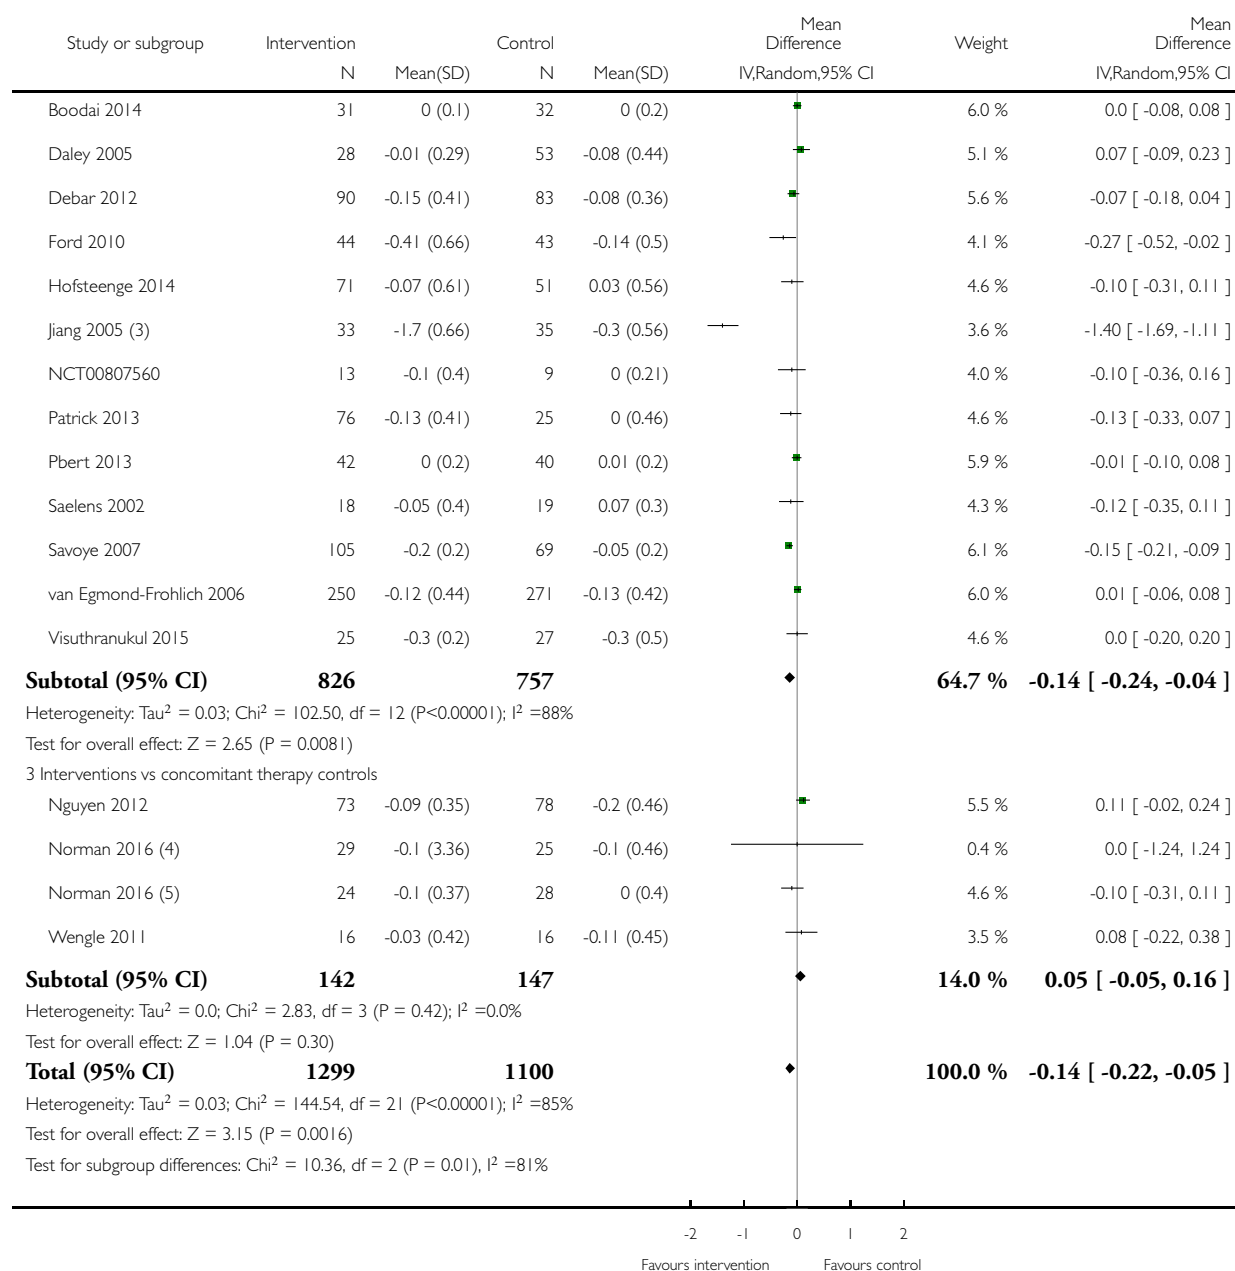 Mean Mean
Study or subgroup Intervention Control Difference Weight Difference
N Mean(SD) N Mean(SD) IV,Random,95% CI IV,Random,95% CI
Boodai 2014 31 0 (0.1) 32 0 (0.2) 6.0 % 0.0 [ -0.08, 0.08 ]
Daley 2005 28 -0.01 (0.29) 53 -0.08 (0.44) 5.1 % 0.07 [ -0.09, 0.23 ]
Debar 2012 90 -0.15 (0.41) 83 -0.08 (0.36) 5.6 % -0.07 [ -0.18, 0.04 ]
Ford 2010 44 -0.41 (0.66) 43 -0.14 (0.5) 4.1 % -0.27 [ -0.52, -0.02 ]
Hofsteenge 2014 71 -0.07 (0.61) 51 0.03 (0.56) 4.6 % -0.10 [ -0.31, 0.11 ]
Jiang 2005 (3) 33 -1.7 (0.66) 35 -0.3 (0.56) 3.6 % -1.40 [ -1.69, -1.11 ]
NCT00807560 13 -0.1 (0.4) 9 0 (0.21) 4.0 % -0.10 [ -0.36, 0.16 ]
Patrick 2013 76 -0.13 (0.41) 25 0 (0.46) 4.6 % -0.13 [ -0.33, 0.07 ]
Pbert 2013 42 0 (0.2) 40 0.01 (0.2) 5.9 % -0.01 [ -0.10, 0.08 ]
Saelens 2002 18 -0.05 (0.4) 19 0.07 (0.3) 4.3 % -0.12 [ -0.35, 0.11 ]
Savoye 2007 105 -0.2 (0.2) 69 -0.05 (0.2) 6.1 % -0.15 [ -0.21, -0.09 ]
van Egmond-Frohlich 2006 250 -0.12 (0.44) 271 -0.13 (0.42) 6.0 % 0.01 [ -0.06, 0.08 ]
Visuthranukul 2015 25 -0.3 (0.2) 27 -0.3 (0.5) 4.6 % 0.0 [ -0.20, 0.20 ]
Subtotal (95% CI) 826 757 64.7 % -0.14 [ -0.24, -0.04 ]
Heterogeneity: Tau² = 0.03; Chi² = 102.50, df = 12 (P<0.00001); I² =88%
Test for overall effect: Z = 2.65 (P = 0.0081)
3 Interventions vs concomitant therapy controls
Nguyen 2012 73 -0.09 (0.35) 78 -0.2 (0.46) 5.5 % 0.11 [ -0.02, 0.24 ]
Norman 2016 (4) 29 -0.1 (3.36) 25 -0.1 (0.46) 0.4 % 0.0 [ -1.24, 1.24 ]
Norman 2016 (5) 24 -0.1 (0.37) 28 0 (0.4) 4.6 % -0.10 [ -0.31, 0.11 ]
Wengle 2011 16 -0.03 (0.42) 16 -0.11 (0.45) 3.5 % 0.08 [ -0.22, 0.38 ]
Subtotal (95% CI) 142 147 14.0 % 0.05 [ -0.05, 0.16 ]
Heterogeneity: Tau² = 0.0; Chi² = 2.83, df = 3 (P = 0.42); I² =0.0%
Test for overall effect: Z = 1.04 (P = 0.30)
Total (95% CI) 1299 1100 100.0 % -0.14 [ -0.22, -0.05 ]
Heterogeneity: Tau² = 0.03; Chi² = 144.54, df = 21 (P<0.00001); I² =85%
Test for overall effect: Z = 3.15 (P = 0.0016)
Test for subgroup differences: Chi² = 10.36, df = 2 (P = 0.01), I² =81%
-2 -1 0 1 2
Favours intervention Favours control